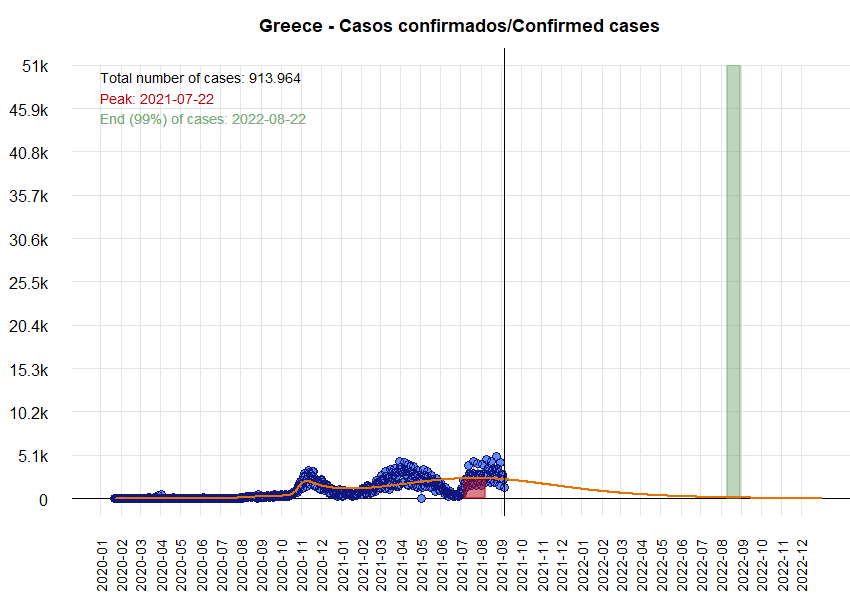 Greece - Casos confirmados/Confirmed cases
51k
Total number of cases: 913.964
Peak: 2021-07-22
45.9k
End (99%) of cases: 2022-08-22
40.8k
35.7k
30.6k
25.5k
20.4k
15.3k
10.2k
5.1k
0
2020-01
2020-02
2020-03
2020-04
2020-05
2020-06
2020-07
2020-08
2020-09
2020-10
2020-11
2020-12
2021-01
2021-02
2021-03
2021-04
2021-05
2021-06
2021-07
2021-08
2021-09
2021-10
2021-11
2021-12
2022-01
2022-02
2022-03
2022-04
2022-05
2022-06
2022-07
2022-08
2022-09
2022-10
2022-11
2022-12